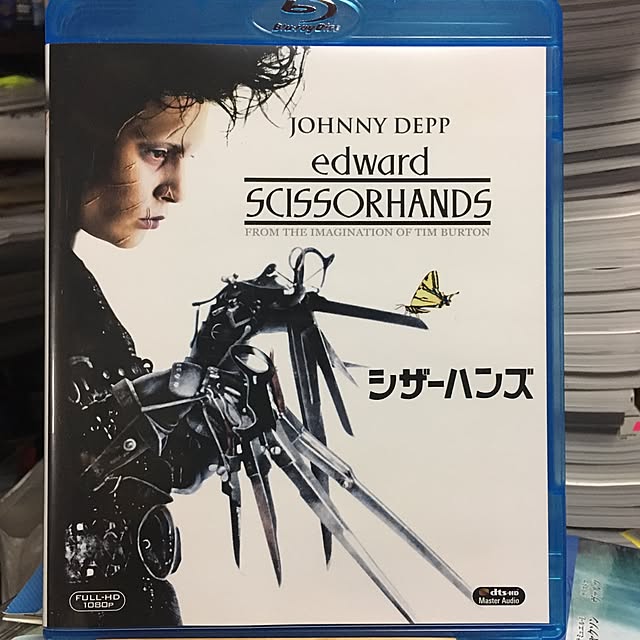 Blu-ray Disc
JOHNNY DEPP
edward
SCISSORHANDS
FROM THE IMAGINATION OF TIM BURTON
シザーハンズ
FULL-HD
1080p
dts-HD
Master Audio